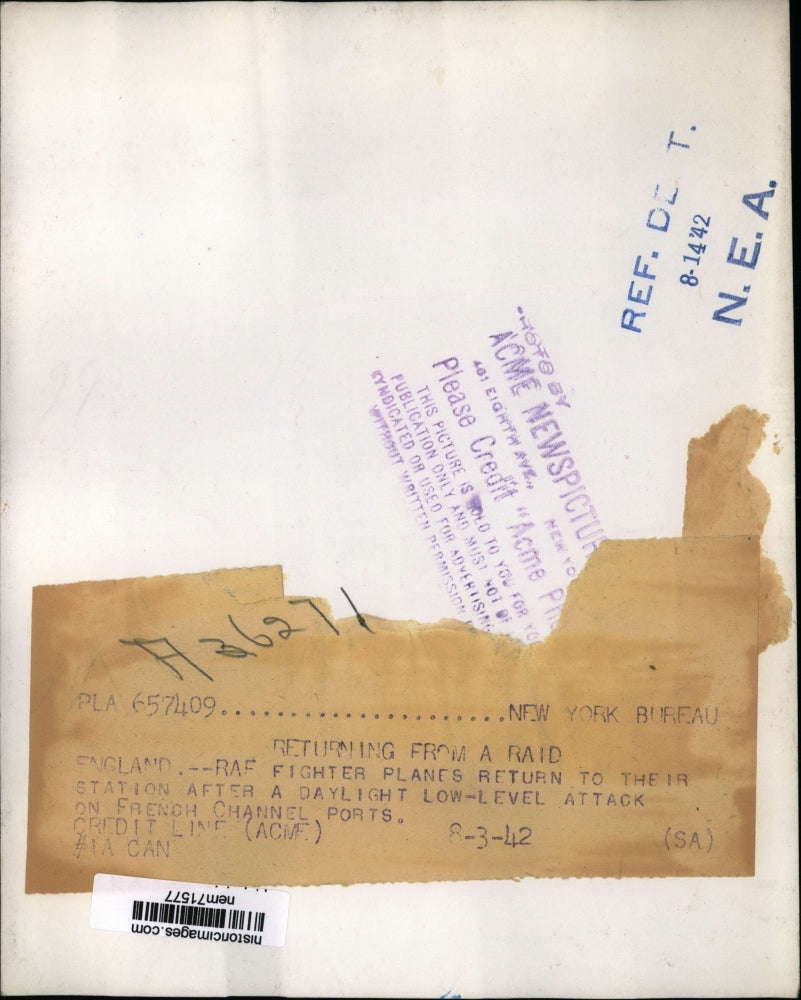 REF. DE T.
8-14'42
N. E. A.
PHOTO BY
ACME NEWSPICTU
461 EIGHTH AVE., NEW YO
Please Credit "Acme Pho
THIS PICTURE IS SOLD TO YOU FOR YO
PUBLICATION ONLY AND MUST NOT BE
SYNDICATED OR USED FOR ADVERTISING
WITHOUT WRITTEN PERMISSION
A 36271
PLA 657409......................NEW YORK BUREAU
RETURNING FROM A RAID
ENGLAND.--RAF FIGHTER PLANES RETURN TO THEIR
STATION AFTER A DAYLIGHT LOW-LEVEL ATTACK
ON FRENCH CHANNEL PORTS.
CREDIT LINE (ACME) 8-3-42 (SA)
#1A CAN
historicimages.com
nem71577